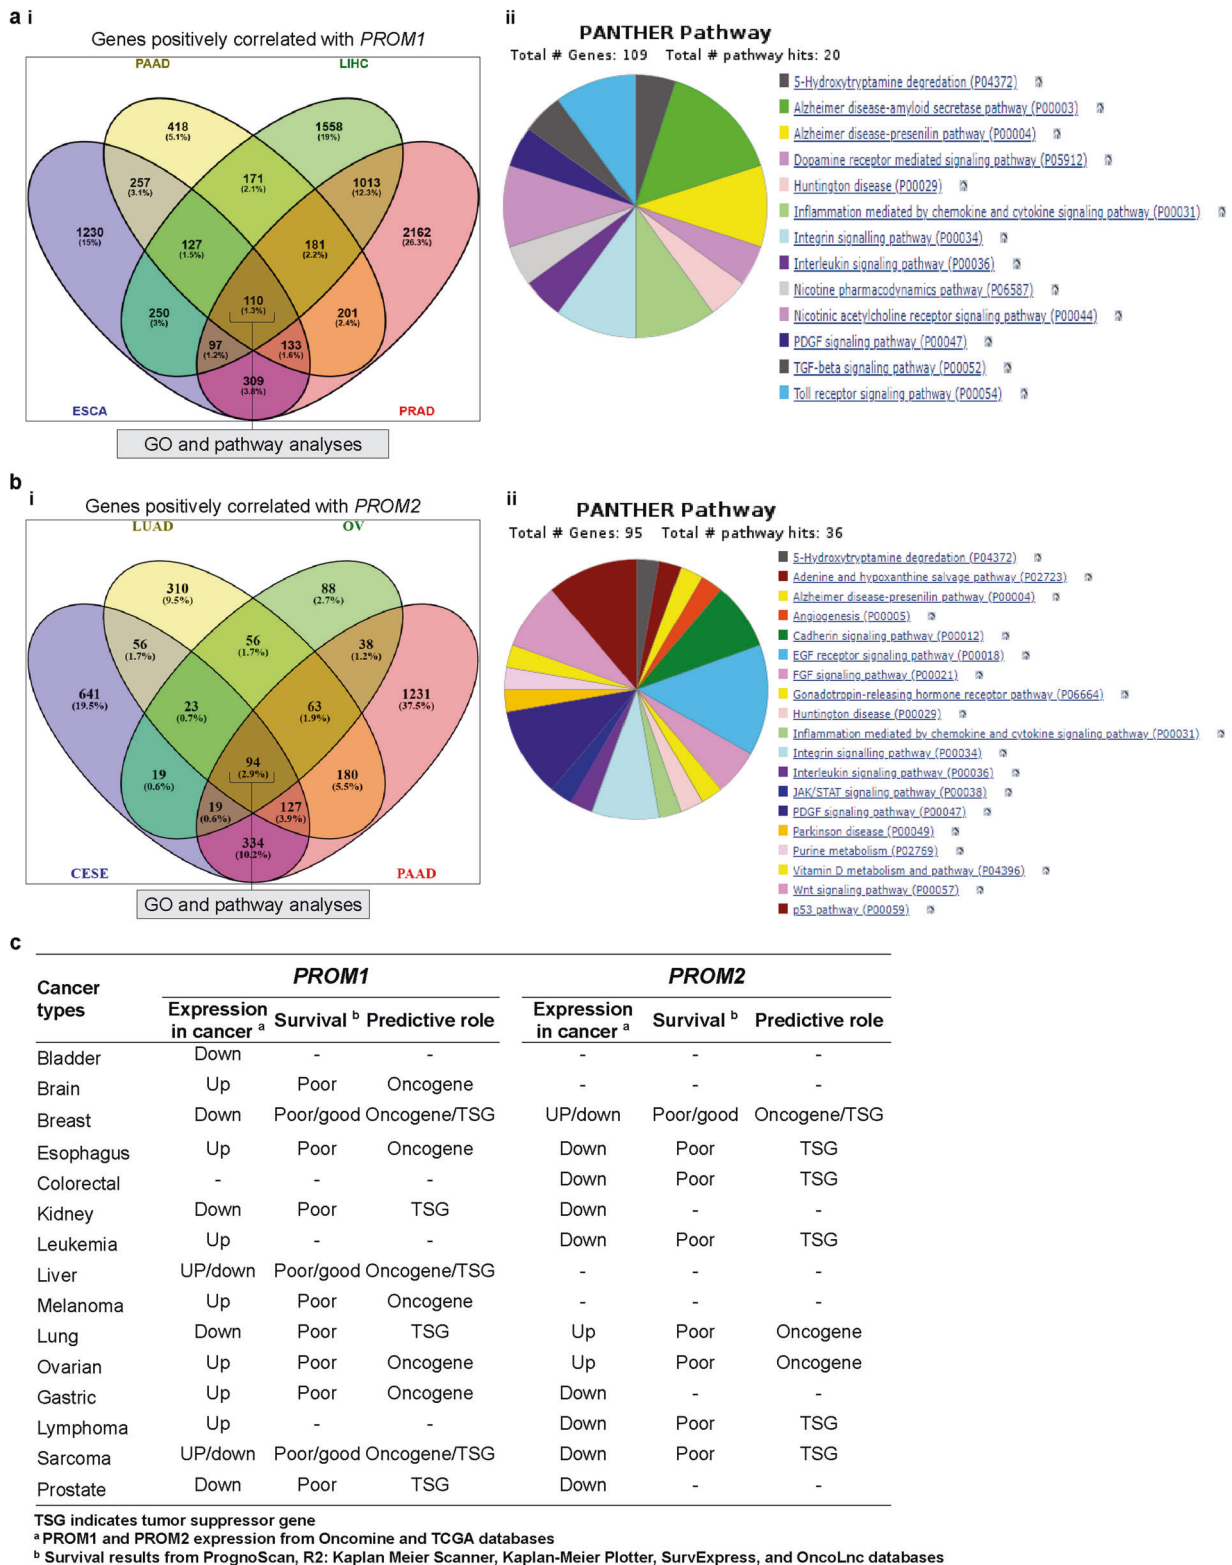 a i
Genes positively correlated with PROM1
PAAD
LIHC
418
(5.1%)
1558
(19%)
257
(3.1%)
171
(2.1%)
1013
(12.3%)
1230
(15%)
127
(1.5%)
181
(2.2%)
2162
(26.3%)
110
(1.3%)
250
(3%)
201
(2.4%)
97
(1.2%)
133
(1.6%)
309
(3.8%)
ESCA
PRAD
GO and pathway analyses
ii
PANTHER Pathway
Total # Genes: 109 Total # pathway hits: 20
5-Hydroxytryptamine degredation (P04372)
Alzheimer disease-amyloid secretase pathway (P00003)
Alzheimer disease-presenilin pathway (P00004)
Dopamine receptor mediated signaling pathway (P05912)
Huntington disease (P00029)
Inflammation mediated by chemokine and cytokine signaling pathway (P00031)
Integrin signalling pathway (P00034)
Interleukin signaling pathway (P00036)
Nicotine pharmacodynamics pathway (P06587)
Nicotinic acetylcholine receptor signaling pathway (P00044)
PDGF signaling pathway (P00047)
TGF-beta signaling pathway (P00052)
Toll receptor signaling pathway (P00054)
b
i
Genes positively correlated with PROM2
LUAD
OV
310
(9.5%)
88
(2.7%)
56
(1.7%)
56
(1.7%)
38
(1.2%)
641
(19.5%)
23
(0.7%)
63
(1.9%)
1231
(37.5%)
94
(2.9%)
19
(0.6%)
180
(5.5%)
19
(0.6%)
127
(3.9%)
334
(10.2%)
CESE
PAAD
GO and pathway analyses
ii
PANTHER Pathway
Total # Genes: 95 Total # pathway hits: 36
5-Hydroxytryptamine degredation (P04372)
Adenine and hypoxanthine salvage pathway (P02723)
Alzheimer disease-presenilin pathway (P00004)
Angiogenesis (P00005)
Cadherin signaling pathway (P00012)
EGF receptor signaling pathway (P00018)
FGF signaling pathway (P00021)
Gonadotropin-releasing hormone receptor pathway (P06664)
Huntington disease (P00029)
Inflammation mediated by chemokine and cytokine signaling pathway (P00031)
Integrin signalling pathway (P00034)
Interleukin signaling pathway (P00036)
JAK/STAT signaling pathway (P00038)
PDGF signaling pathway (P00047)
Parkinson disease (P00049)
Purine metabolism (P02769)
Vitamin D metabolism and pathway (P04396)
Wnt signaling pathway (P00057)
p53 pathway (P00059)
c
Cancer types PROM1 PROM2
Expression in cancer a Survival b Predictive role Expression in cancer a Survival b Predictive role
Bladder Down - - - - -
Brain Up Poor Oncogene - - -
Breast Down Poor/good Oncogene/TSG UP/down Poor/good Oncogene/TSG
Esophagus Up Poor Oncogene Down Poor TSG
Colorectal - - - Down Poor TSG
Kidney Down Poor TSG Down - -
Leukemia Up - - Down Poor TSG
Liver UP/down Poor/good Oncogene/TSG - - -
Melanoma Up Poor Oncogene - - -
Lung Down Poor TSG Up Poor Oncogene
Ovarian Up Poor Oncogene Up Poor Oncogene
Gastric Up Poor Oncogene Down - -
Lymphoma Up - - Down Poor TSG
Sarcoma UP/down Poor/good Oncogene/TSG Down Poor TSG
Prostate Down Poor TSG Down - -
TSG indicates tumor suppressor gene
a PROM1 and PROM2 expression from Oncomine and TCGA databases
b Survival results from PrognoScan, R2: Kaplan Meier Scanner, Kaplan-Meier Plotter, SurvExpress, and OncoLnc databases